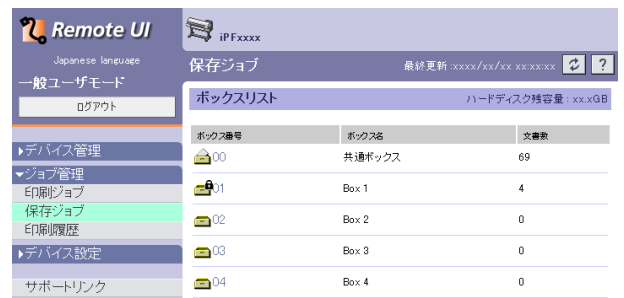 Remote UI
iPFxxxx
Japanese language
一般ユーザモード
ログアウト
保存ジョブ
最終更新:xxxx/xx/xx xx:xx:xx
?
ボックスリスト
ハードディスク残容量:xx.xGB
ボックス番号 ボックス名 文書数
00 共通ボックス 69
01 Box 1 4
02 Box 2 0
03 Box 3 0
04 Box 4 0
デバイス管理
ジョブ管理
印刷ジョブ
保存ジョブ
印刷履歴
デバイス設定
サポートリンク